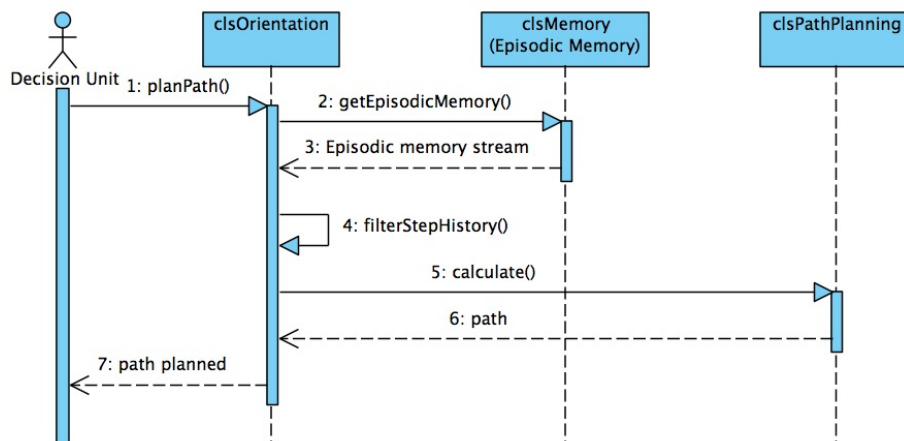 clsOrientation
clsMemory
(Episodic Memory)
clsPathPlanning
Decision Unit
1: planPath()
2: getEpisodicMemory()
3: Episodic memory stream
4: filterStepHistory()
5: calculate()
6: path
7: path planned